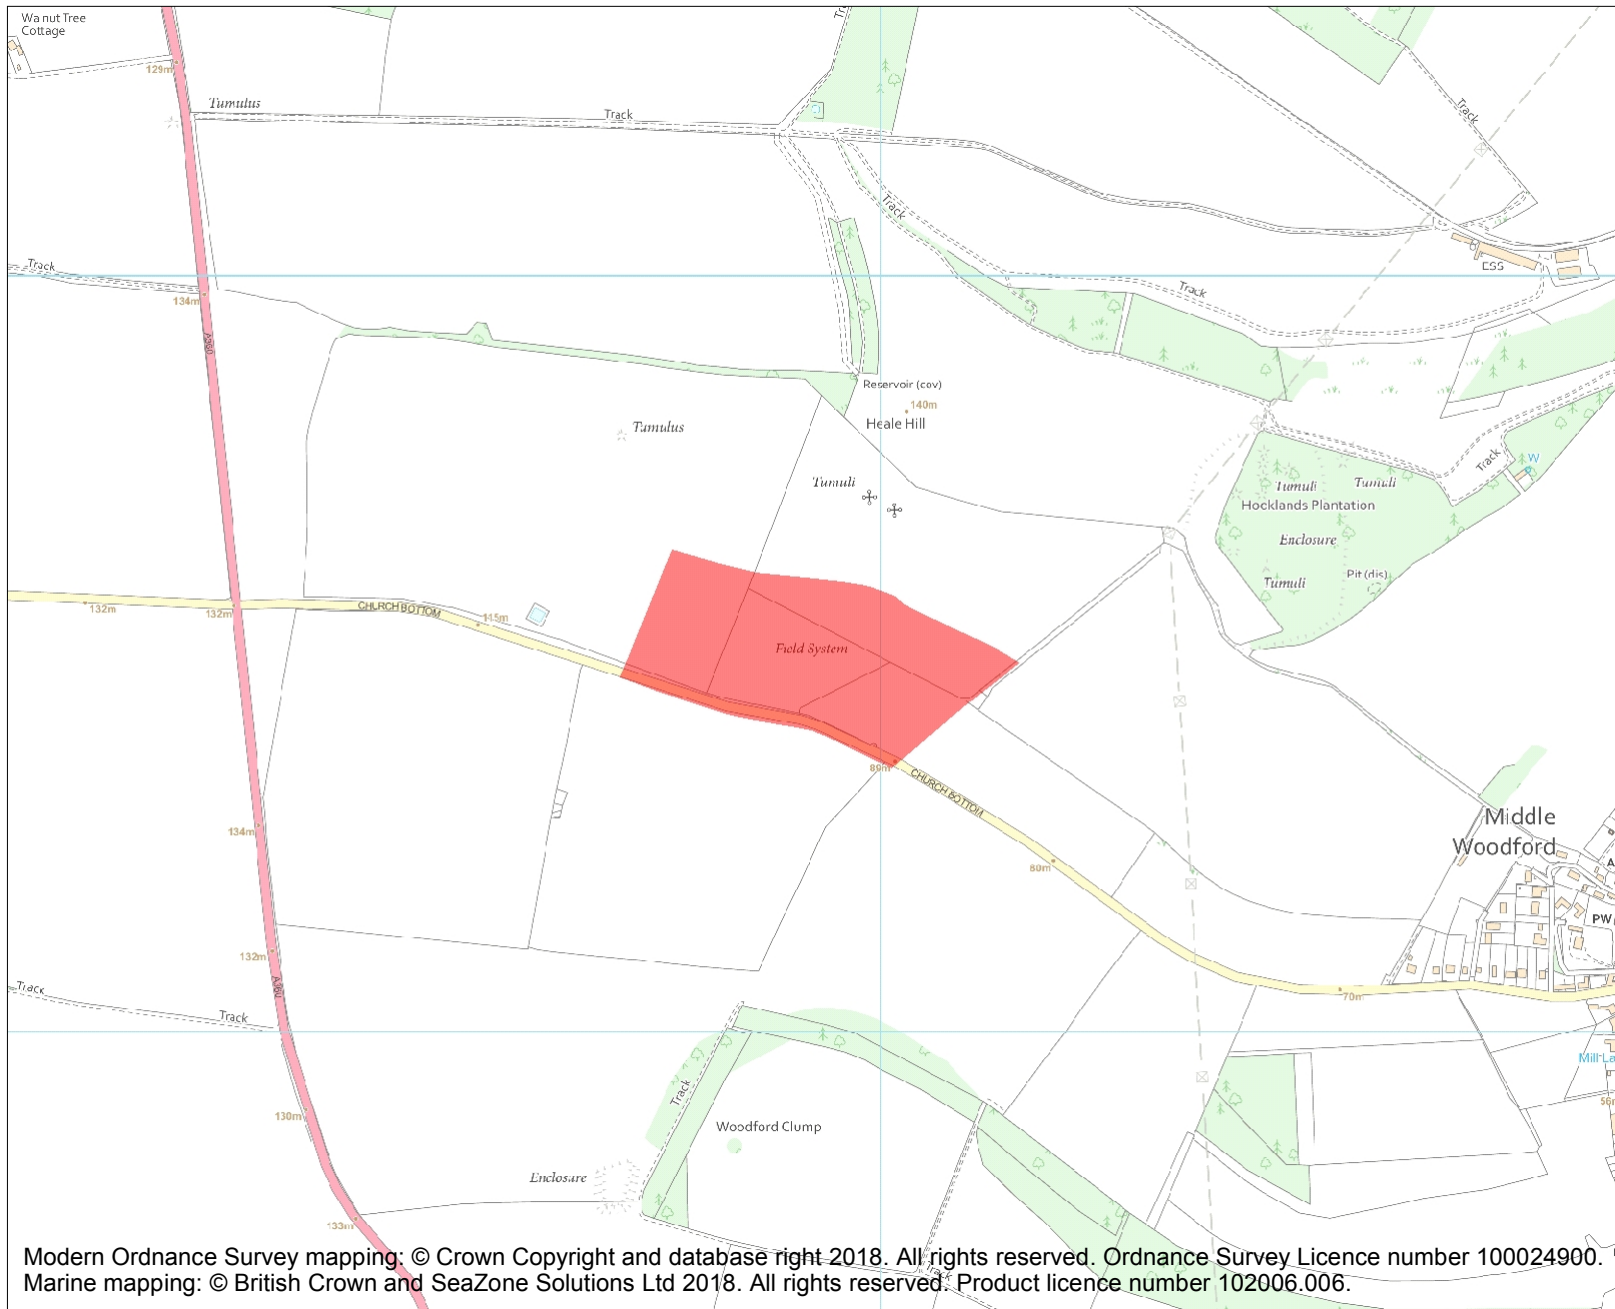 Walnut Tree
Cottage
129m
Tumulus
Track
Track
Track
Track
134m
A360
ESS
Track
Reservoir (cov)
140m
Heale Hill
Tumulus
Tumuli
Tumuli
Tumuli
Hocklands Plantation
Enclosure
Tumuli
Pit (dis)
Track
W
132m
132m
CHURCH BOTTOM
115m
Field System
89m
CHURCH BOTTOM
80m
134m
Middle
Woodford
PW
132m
A360
Track
Track
70m
Mill La
130m
Track
Woodford Clump
Enclosure
133m
Track
Modern Ordnance Survey mapping: © Crown Copyright and database right 2018. All rights reserved. Ordnance Survey Licence number 100024900.
Marine mapping: © British Crown and SeaZone Solutions Ltd 2018. All rights reserved. Product licence number 102006.006.